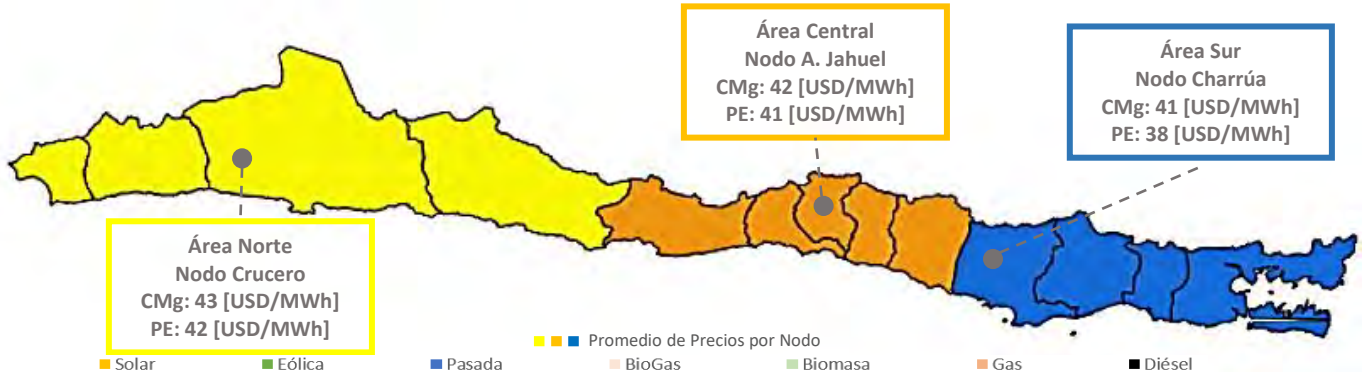 Área Central
Nodo A. Jahuel
CMg: 42 [USD/MWh]
PE: 41 [USD/MWh]
Área Sur
Nodo Charrúa
CMg: 41 [USD/MWh]
PE: 38 [USD/MWh]
Área Norte
Nodo Crucero
CMg: 43 [USD/MWh]
PE: 42 [USD/MWh]
Promedio de Precios por Nodo
Solar Eólica Pasada BioGas Biomasa Gas Diésel